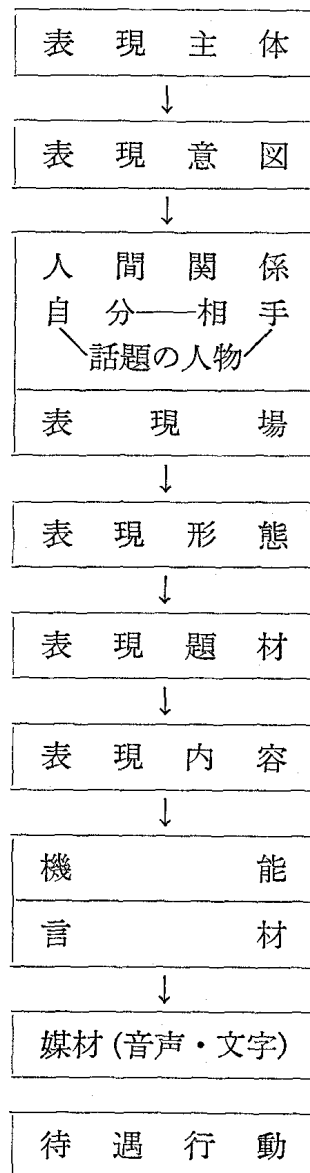 表現主体
↓
表現意図
↓
人間関係
自分——相手
話題の人物
表現場
↓
表現形態
↓
表現題材
↓
表現内容
↓
機能
言材
↓
媒材(音声・文字)
待遇行動